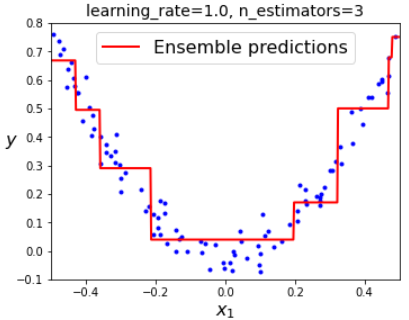 learning_rate=1.0, n_estimators=3
Ensemble predictions
0.8
0.7
0.6
0.5
0.4
0.3
0.2
0.1
0.0
−0.1
y
−0.4 −0.2 0.0 0.2 0.4
x₁